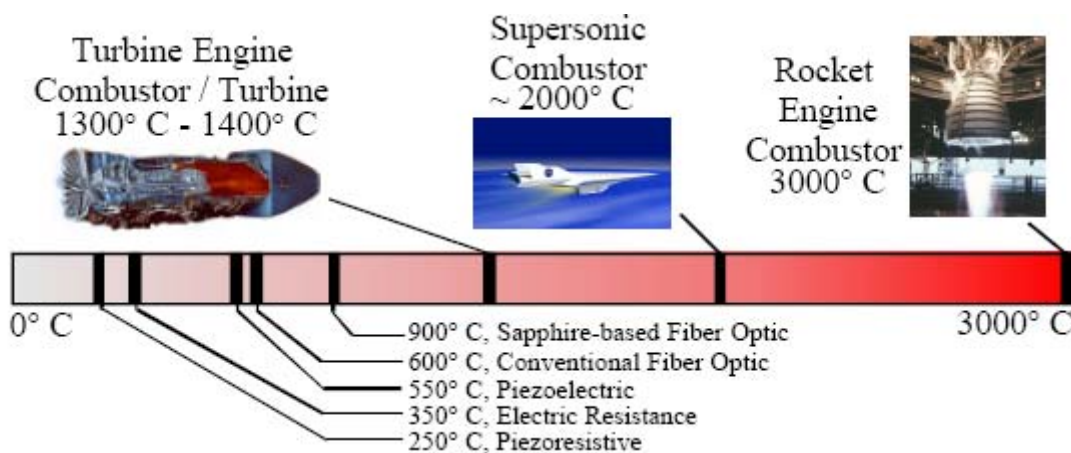 Turbine Engine
Combustor / Turbine
1300° C - 1400° C
Supersonic
Combustor
~ 2000° C
Rocket
Engine
Combustor
3000° C
0° C
3000° C
900° C, Sapphire-based Fiber Optic
600° C, Conventional Fiber Optic
550° C, Piezoelectric
350° C, Electric Resistance
250° C, Piezoresistive